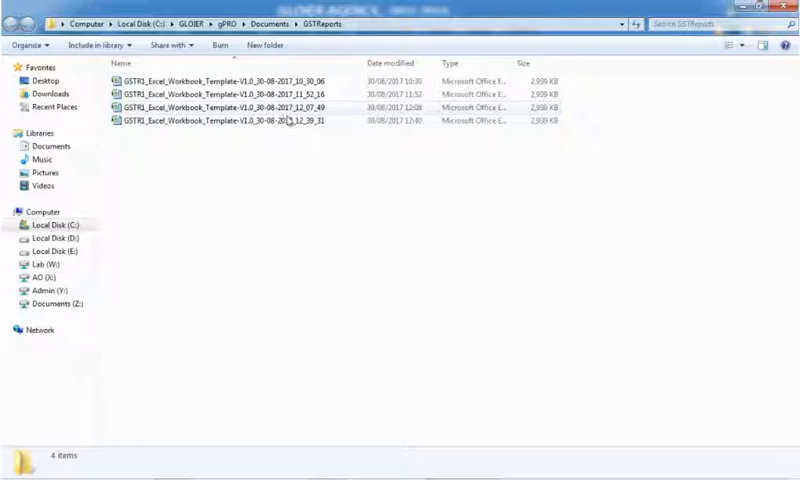 Computer ▸ Local Disk (C:) ▸ GLOIER ▸ gPRO ▸ Documents ▸ GSTReports
Search GSTReports
Organize Include in library Share with Burn New folder
Name Date modified Type Size
Favorites
Desktop
Downloads
Recent Places
Libraries
Documents
Music
Pictures
Videos
Computer
Local Disk (C:)
Local Disk (D:)
Local Disk (E:)
Lab (W:)
AO (X:)
Admin (Y:)
Documents (Z:)
Network
GSTR1_Excel_Workbook_Template-V1.0_30-08-2017_10_30_06 30/08/2017 10:30 Microsoft Office E... 2,939 KB
GSTR1_Excel_Workbook_Template-V1.0_30-08-2017_11_52_16 30/08/2017 11:52 Microsoft Office E... 2,939 KB
GSTR1_Excel_Workbook_Template-V1.0_30-08-2017_12_07_49 30/08/2017 12:08 Microsoft Office E... 2,939 KB
GSTR1_Excel_Workbook_Template-V1.0_30-08-2017_12_39_31 30/08/2017 12:40 Microsoft Office E... 2,939 KB
4 items